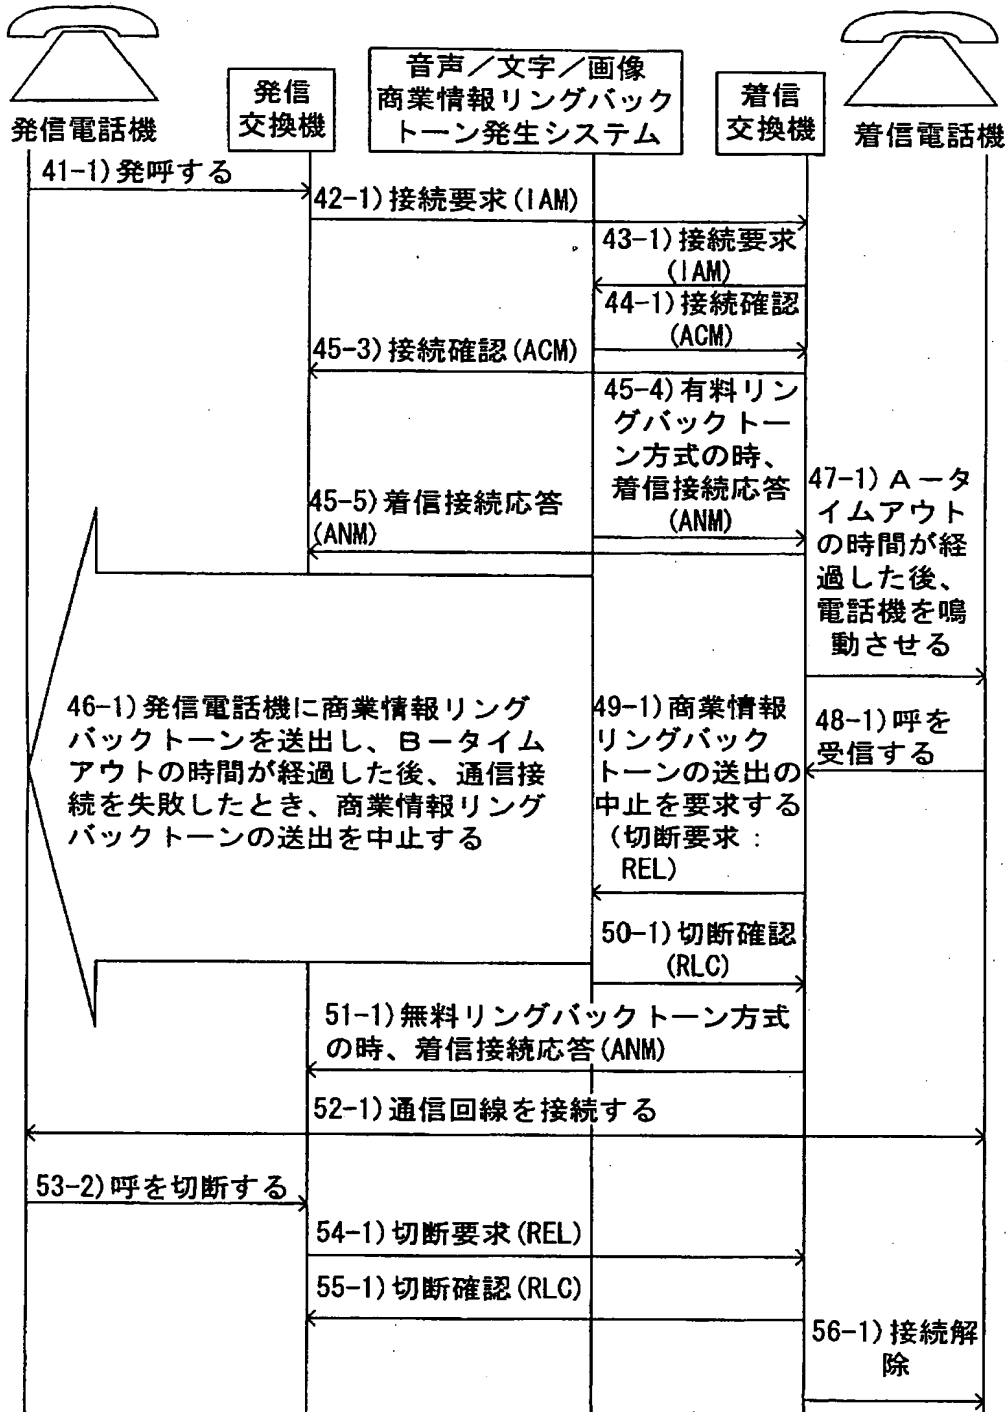 発信電話機
発信
交換機
音声／文字／画像
商業情報リングバック
トーン発生システム
着信
交換機
着信電話機
41-1)発呼する
42-1)接続要求(IAM)
43-1)接続要求
(IAM)
44-1)接続確認
(ACM)
45-3)接続確認(ACM)
45-4)有料リン
グバックトー
ン方式の時、
着信接続応答
(ANM)
45-5)着信接続応答
(ANM)
47-1)Aータ
イムアウト
の時間が経
過した後、
電話機を鳴
動させる
46-1)発信電話機に商業情報リング
バックトーンを送出し、Bータイム
アウトの時間が経過した後、通信接
続を失敗したとき、商業情報リング
バックトーンの送出を中止する
48-1)呼を
受信する
49-1)商業情報
リングバック
トーンの送出の
中止を要求する
(切断要求：
REL)
50-1)切断確認
(RLC)
51-1)無料リングバックトーン方式
の時、着信接続応答(ANM)
52-1)通信回線を接続する
53-2)呼を切断する
54-1)切断要求(REL)
55-1)切断確認(RLC)
56-1)接続解
除